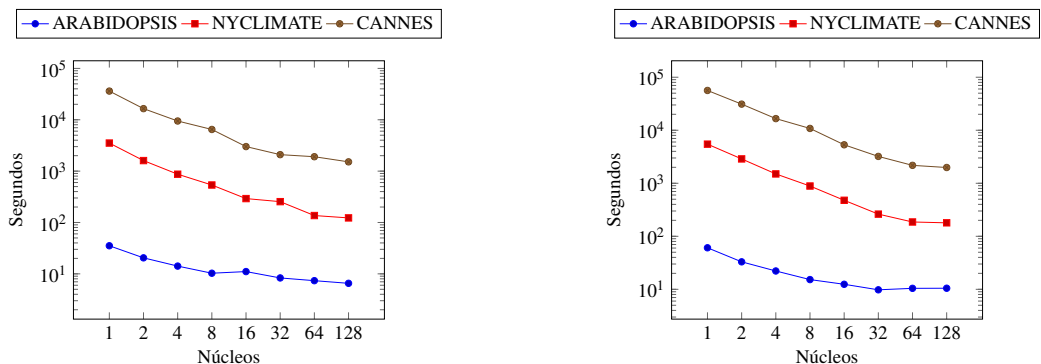 ARABIDOPSIS NYCLIMATE CANNES
10^5
10^4
10^3
10^2
10^1
Segundos
1 2 4 8 16 32 64 128
Núcleos
ARABIDOPSIS NYCLIMATE CANNES
10^5
10^4
10^3
10^2
10^1
Segundos
1 2 4 8 16 32 64 128
Núcleos